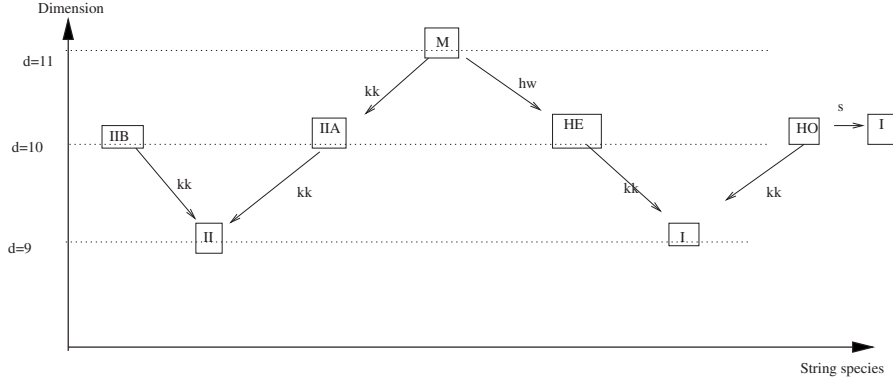 Dimension
M
d=11
kk
hw
s
IIB
IIA
HE
HO
I
d=10
kk
kk
kk
kk
II
I
d=9
String species